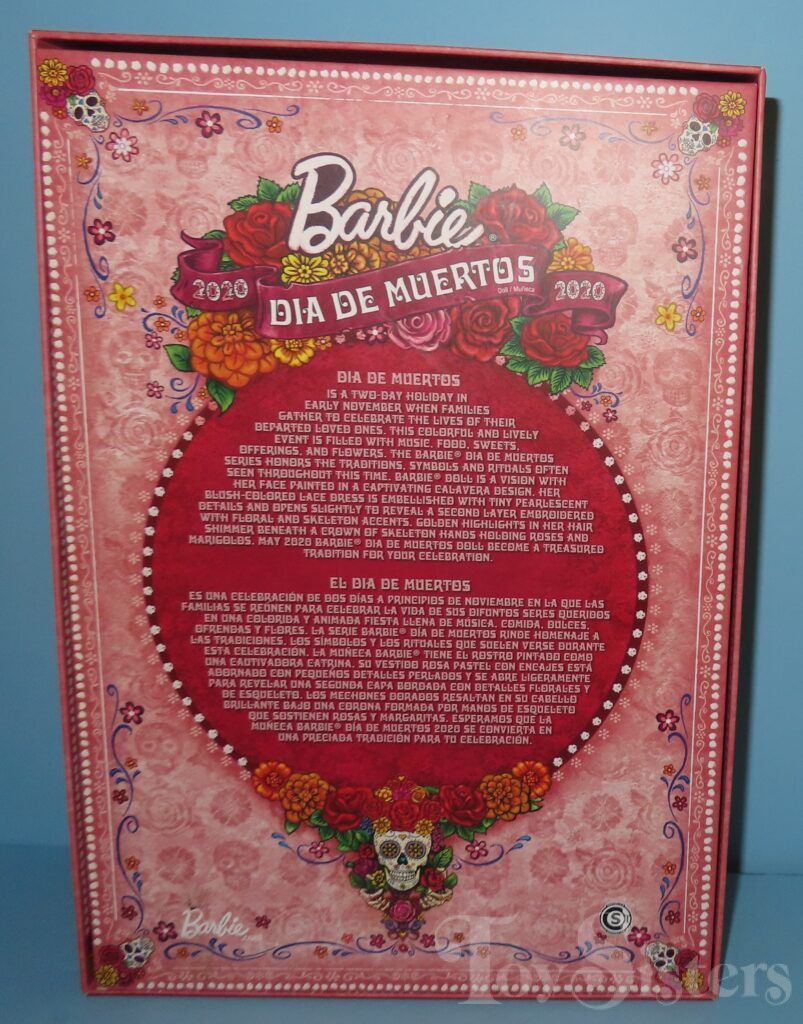 Barbie®
2020 DIA DE MUERTOS 2020
Doll / Muñeca
DIA DE MUERTOS
IS A TWO-DAY HOLIDAY IN
EARLY NOVEMBER WHEN FAMILIES
GATHER TO CELEBRATE THE LIVES OF THEIR
DEPARTED LOVED ONES. THIS COLORFUL AND LIVELY
EVENT IS FILLED WITH MUSIC, FOOD, SWEETS,
OFFERINGS, AND FLOWERS. THE BARBIE® DIA DE MUERTOS
SERIES HONORS THE TRADITIONS, SYMBOLS AND RITUALS OFTEN
SEEN THROUGHOUT THIS TIME. BARBIE® DOLL IS A VISION WITH
HER FACE PAINTED IN A CAPTIVATING CALAVERA DESIGN. HER
BLUSH-COLORED LACE DRESS IS EMBELLISHED WITH TINY PEARLESCENT
DETAILS AND OPENS SLIGHTLY TO REVEAL A SECOND LAYER EMBROIDERED
WITH FLORAL AND SKELETON ACCENTS. GOLDEN HIGHLIGHTS IN HER HAIR
SHIMMER BENEATH A CROWN OF SKELETON HANDS HOLDING ROSES AND
MARIGOLDS. MAY 2020 BARBIE® DIA DE MUERTOS DOLL BECOME A TREASURED
TRADITION FOR YOUR CELEBRATION.
EL DIA DE MUERTOS
ES UNA CELEBRACIÓN DE DOS DÍAS A PRINCIPIOS DE NOVIEMBRE EN LA QUE LAS
FAMILIAS SE REÚNEN PARA CELEBRAR LA VIDA DE SUS DIFUNTOS SERES QUERIDOS
EN UNA COLORIDA Y ANIMADA FIESTA LLENA DE MÚSICA, COMIDA, DULCES,
OFRENDAS Y FLORES. LA SERIE BARBIE® DÍA DE MUERTOS RINDE HOMENAJE A
LAS TRADICIONES, LOS SÍMBOLOS Y LOS RITUALES QUE SUELEN VERSE DURANTE
ESTA CELEBRACIÓN. LA MUÑECA BARBIE® TIENE EL ROSTRO PINTADO COMO
UNA CAUTIVADORA CATRINA. SU VESTIDO ROSA PASTEL CON ENCAJES ESTÁ
ADORNADO CON PEQUEÑOS DETALLES PERLADOS Y SE ABRE LIGERAMENTE
PARA REVELAR UNA SEGUNDA CAPA BORDADA CON DETALLES FLORALES Y
DE ESQUELETO. LOS MECHONES DORADOS RESALTAN EN SU CABELLO
BRILLANTE BAJO UNA CORONA FORMADA POR MANOS DE ESQUELETO
QUE SOSTIENEN ROSAS Y MARGARITAS. ESPERAMOS QUE LA
MUÑECA BARBIE® DÍA DE MUERTOS 2020 SE CONVIERTA EN
UNA PRECIADA TRADICIÓN PARA TU CELEBRACIÓN.
Barbie.com
ToySisters